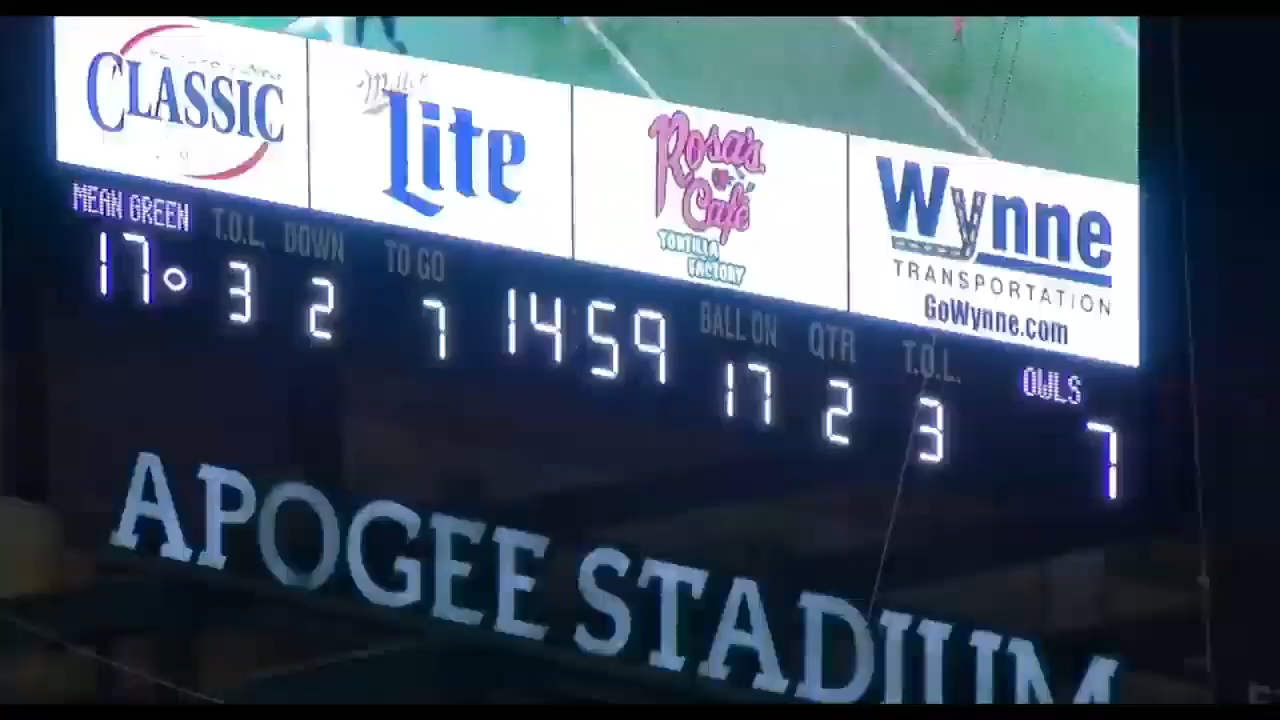 CLASSIC
Miller
Lite
Rosa's
Café
TORTILLA
FACTORY
Wynne
TRANSPORTATION
GoWynne.com
MEAN GREEN T.O.L. DOWN TO GO BALL ON QTR T.O.L. OWLS
17 3 2 7 14 59 17 2 3 7
APOGEE STADIUM